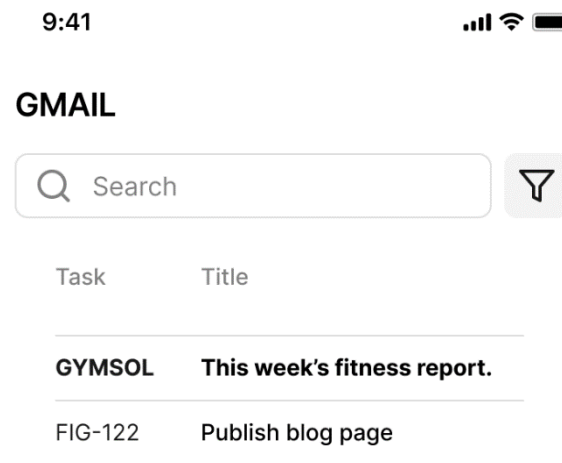 9:41
GMAIL
Search
Task Title
GYMSOL This week’s fitness report.
FIG-122 Publish blog page